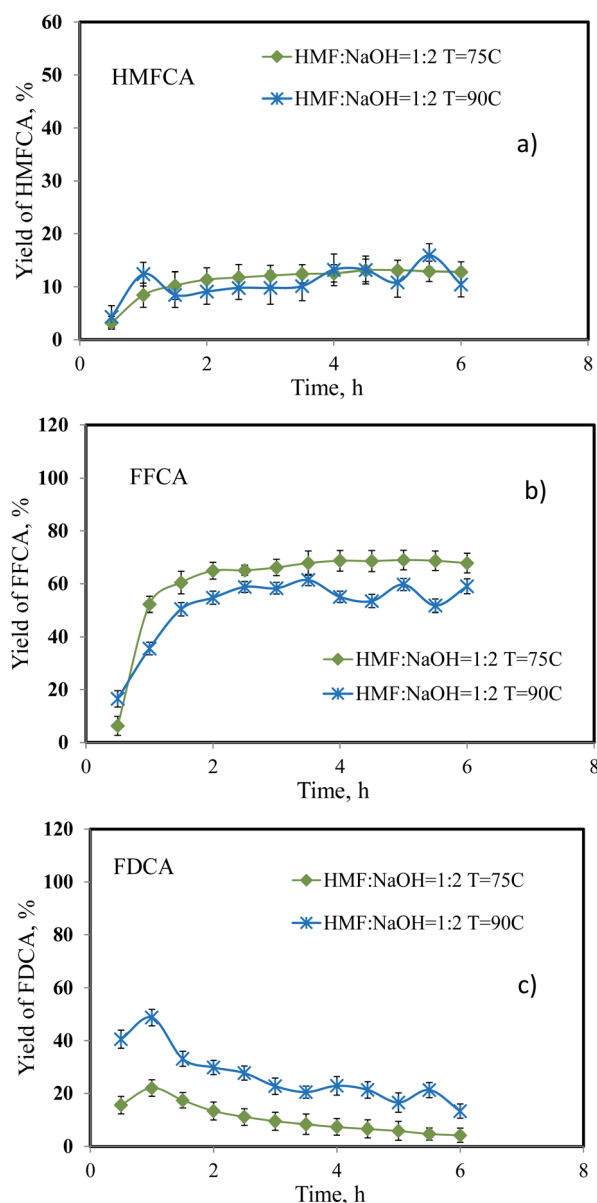 60
50
40
30
20
10
0
Yield of HMFCA, %
HMFCA
HMF:NaOH=1:2 T=75C
HMF:NaOH=1:2 T=90C
a)
0 2 4 6 8
Time, h
120
100
80
60
40
20
0
Yield of FFCA, %
FFCA
b)
HMF:NaOH=1:2 T=75C
HMF:NaOH=1:2 T=90C
0 2 4 6 8
Time, h
120
100
80
60
40
20
0
Yield of FDCA, %
FDCA
HMF:NaOH=1:2 T=75C
HMF:NaOH=1:2 T=90C
c)
0 2 4 6 8
Time, h